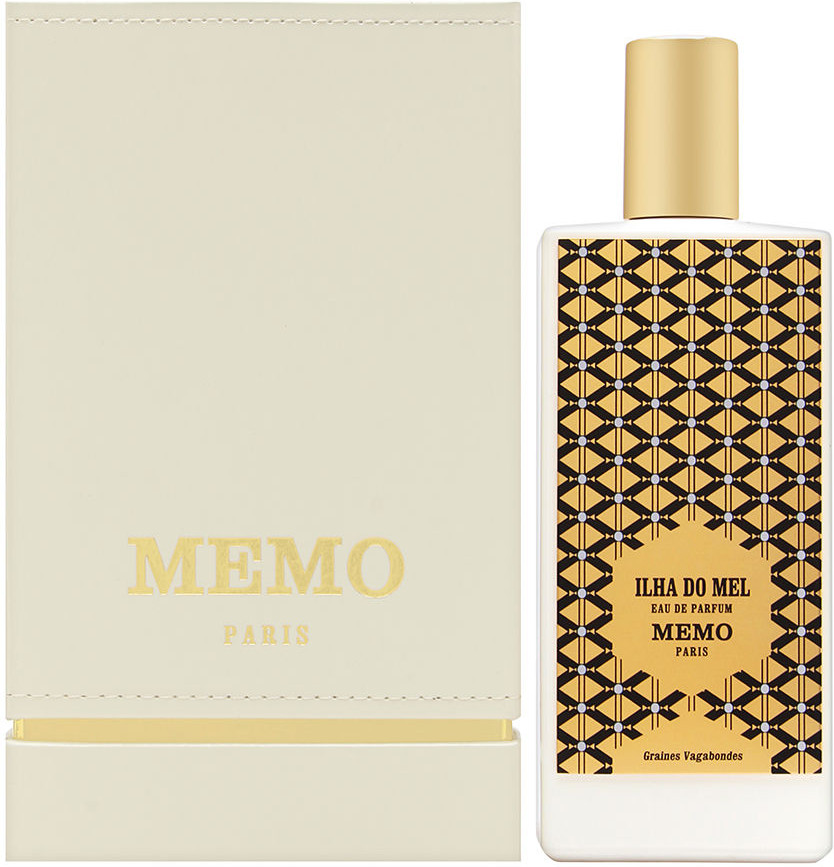 MEMO
PARIS
ILHA DO MEL
EAU DE PARFUM
MEMO
PARIS
Graines Vagabondes